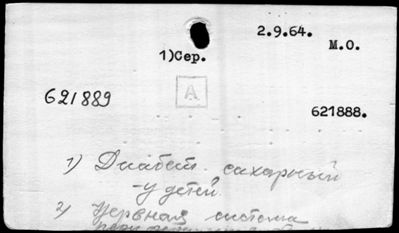 2.9.64.
М.О.
1)Сер.
621889
А
621888.
1) Диабет сахарный
- у детей.
2) Нервная система